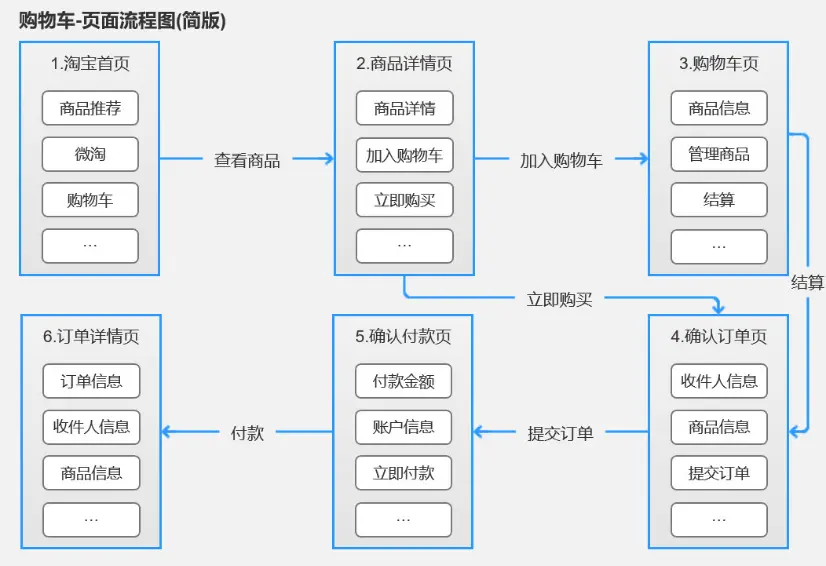 购物车-页面流程图(简版)
1.淘宝首页
商品推荐
微淘
购物车
...
查看商品
2.商品详情页
商品详情
加入购物车
立即购买
...
加入购物车
3.购物车页
商品信息
管理商品
结算
...
结算
立即购买
4.确认订单页
收件人信息
商品信息
提交订单
...
提交订单
5.确认付款页
付款金额
账户信息
立即付款
...
付款
6.订单详情页
订单信息
收件人信息
商品信息
...